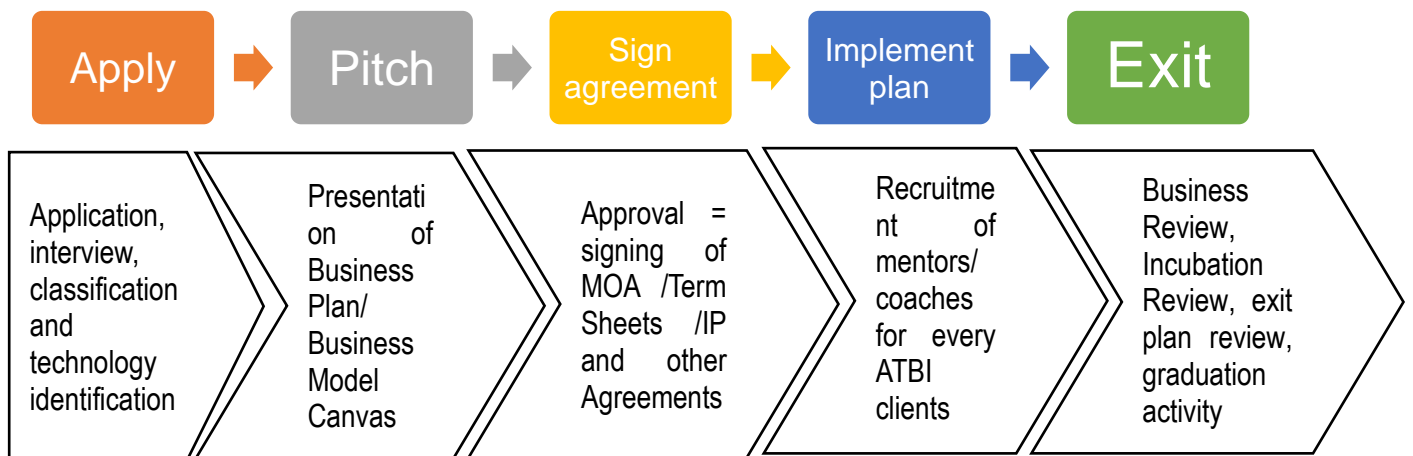 Apply
Pitch
Sign
agreement
Implement
plan
Exit
Application,
interview,
classification
and
technology
identification
Presentati
on of
Business
Plan/
Business
Model
Canvas
Approval =
signing of
MOA /Term
Sheets /IP
and other
Agreements
Recruitme
nt of
mentors/
coaches
for every
ATBI
clients
Business
Review,
Incubation
Review, exit
plan review,
graduation
activity